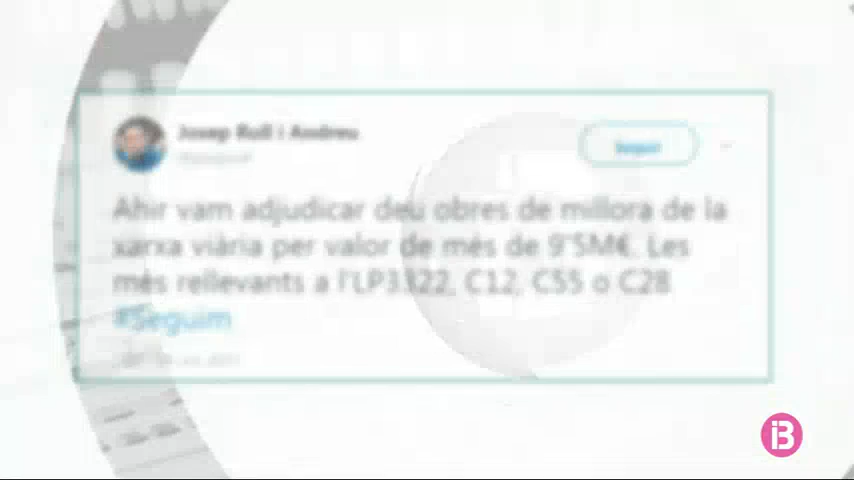 Josep Rull i Andreu
Seguir
Ahir vam adjudicar deu obres de millora de la
xarxa viària per valor de més de 9'5M€. Les
més rellevants a l'LP3322, C12, C55 o C28
#Seguim